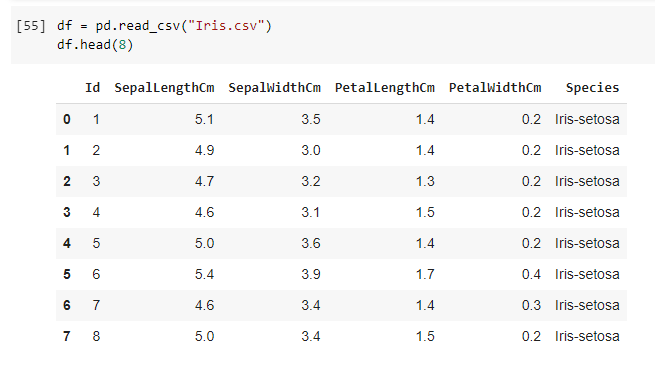 [55] df = pd.read_csv("Iris.csv")
df.head(8)
Id SepalLengthCm SepalWidthCm PetalLengthCm PetalWidthCm Species
0 1 5.1 3.5 1.4 0.2 Iris-setosa
1 2 4.9 3.0 1.4 0.2 Iris-setosa
2 3 4.7 3.2 1.3 0.2 Iris-setosa
3 4 4.6 3.1 1.5 0.2 Iris-setosa
4 5 5.0 3.6 1.4 0.2 Iris-setosa
5 6 5.4 3.9 1.7 0.4 Iris-setosa
6 7 4.6 3.4 1.4 0.3 Iris-setosa
7 8 5.0 3.4 1.5 0.2 Iris-setosa